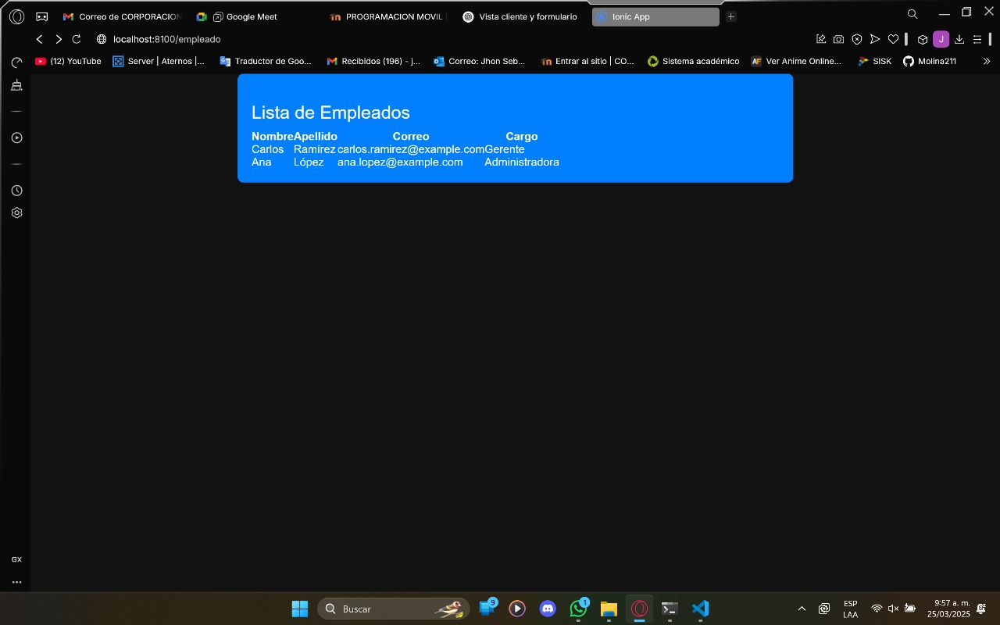 Correo de CORPORACION
Google Meet
PROGRAMACION MOVIL
Vista cliente y formulario
Ionic App
localhost:8100/empleado
J
(12) YouTube
Server | Aternos |...
Traductor de Goo...
Recibidos (196) - j...
Correo: Jhon Seb...
Entrar al sitio | CO...
Sistema académico
AF
Ver Anime Online...
SISK
Molina211
Lista de Empleados
Nombre Apellido Correo Cargo
Carlos Ramírez carlos.ramirez@example.com Gerente
Ana López ana.lopez@example.com Administradora
GX
Buscar
9
1
ESP
LAA
9:57 a. m.
25/03/2025